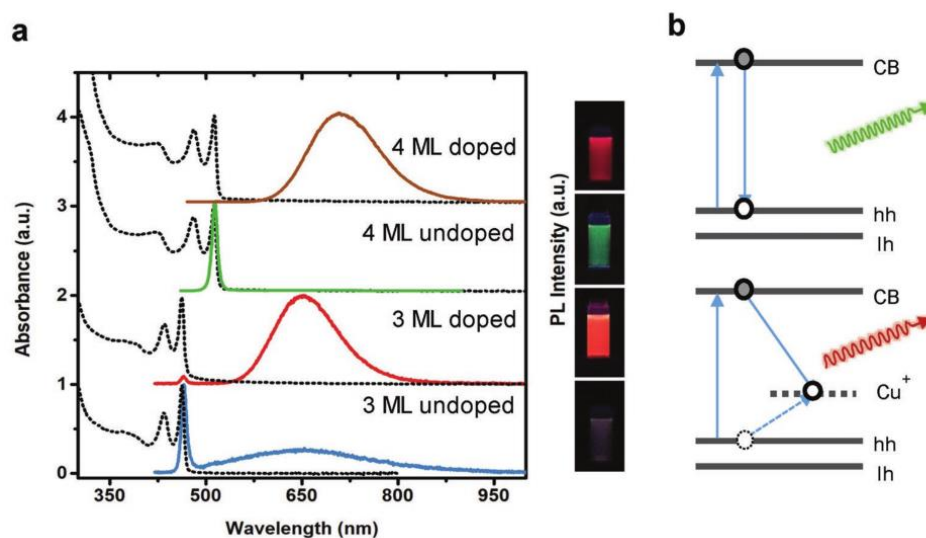 a
4
3
2
1
0
Absorbance (a.u.)
4 ML doped
4 ML undoped
3 ML doped
3 ML undoped
350
500
650
800
950
Wavelength (nm)
PL Intensity (a.u.)
b
CB
hh
lh
CB
Cu+
hh
lh